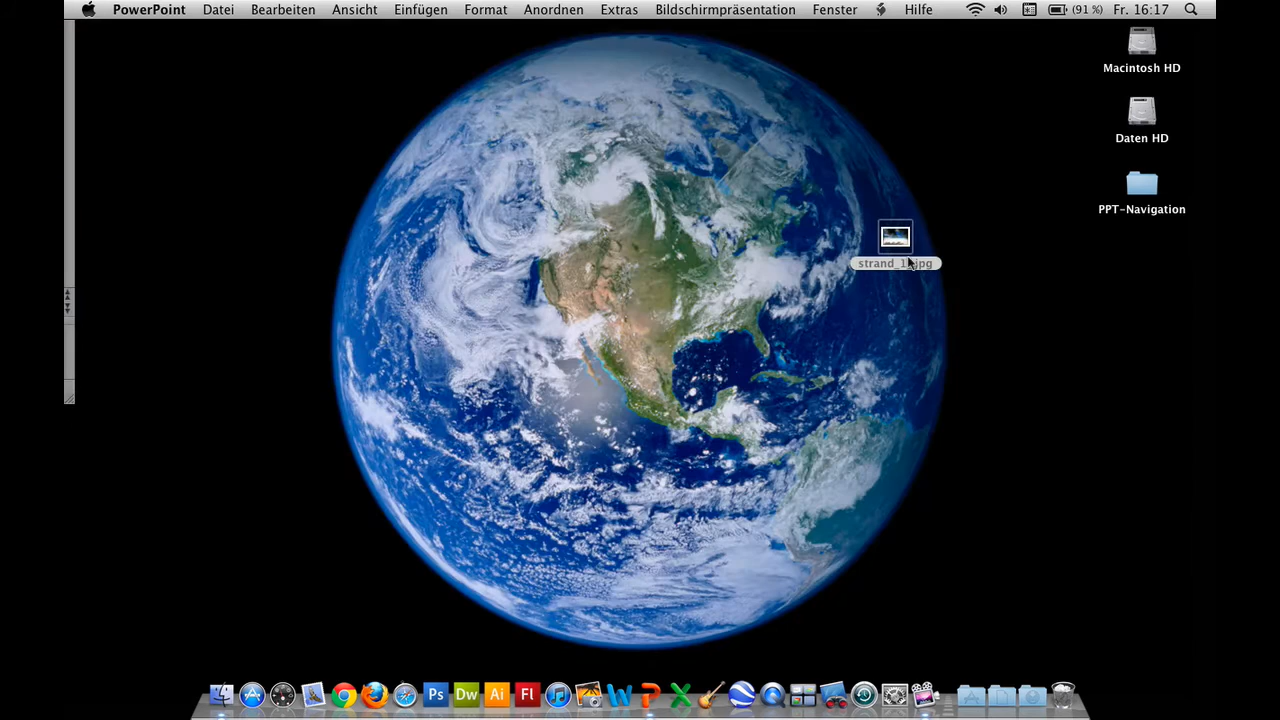 PowerPoint Datei Bearbeiten Ansicht Einfügen Format Anordnen Extras Bildschirmpräsentation Fenster Hilfe (91 %) Fr. 16:17
Macintosh HD
Daten HD
PPT-Navigation
Ps Dw Ai Fl